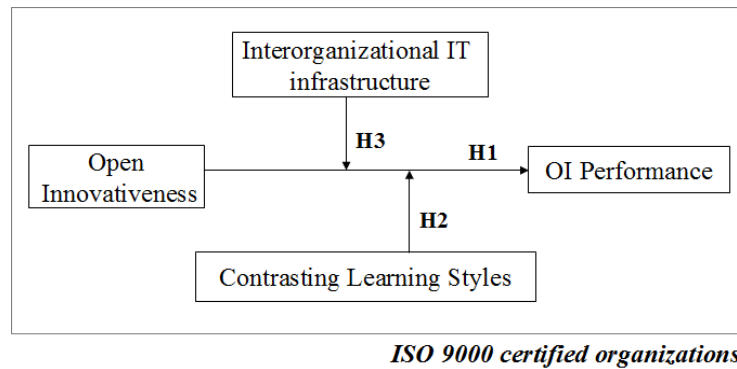 Interorganizational IT
infrastructure
H3
H1
Open
Innovativeness
OI Performance
H2
Contrasting Learning Styles
ISO 9000 certified organizations